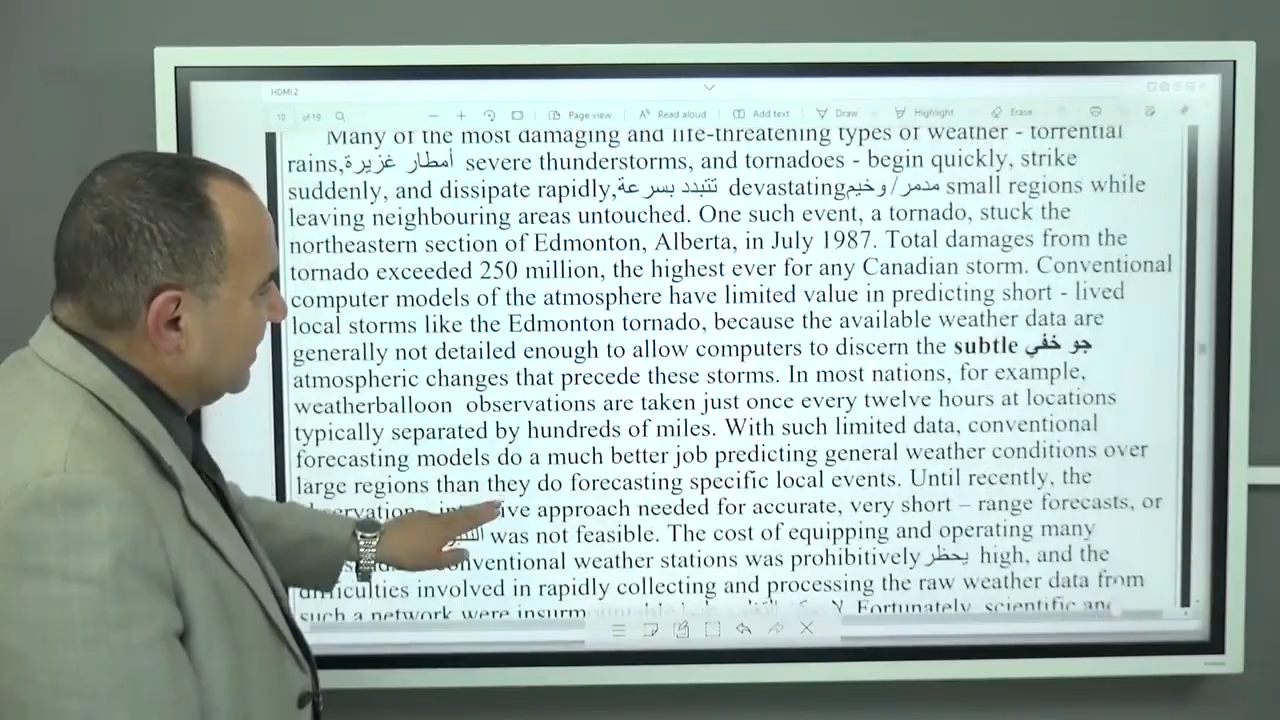 HDMI 2
10 of 19 Page view Read aloud Add text Draw Highlight Erase
Many of the most damaging and life-threatening types of weather - torrential
rains,أمطار غزيرة severe thunderstorms, and tornadoes - begin quickly, strike
suddenly, and dissipate rapidly,تتبدد بسرعة devastatingمدمر/وخيم small regions while
leaving neighbouring areas untouched. One such event, a tornado, stuck the
northeastern section of Edmonton, Alberta, in July 1987. Total damages from the
tornado exceeded 250 million, the highest ever for any Canadian storm. Conventional
computer models of the atmosphere have limited value in predicting short - lived
local storms like the Edmonton tornado, because the available weather data are
generally not detailed enough to allow computers to discern the subtle جو خفي
atmospheric changes that precede these storms. In most nations, for example,
weatherballoon observations are taken just once every twelve hours at locations
typically separated by hundreds of miles. With such limited data, conventional
forecasting models do a much better job predicting general weather conditions over
large regions than they do forecasting specific local events. Until recently, the
approach needed for accurate, very short – range forecasts, or
was not feasible. The cost of equipping and operating many
weather stations was prohibitively يحظر high, and the
difficulties involved in rapidly collecting and processing the raw weather data from
such a network were Fortunately, scientific and